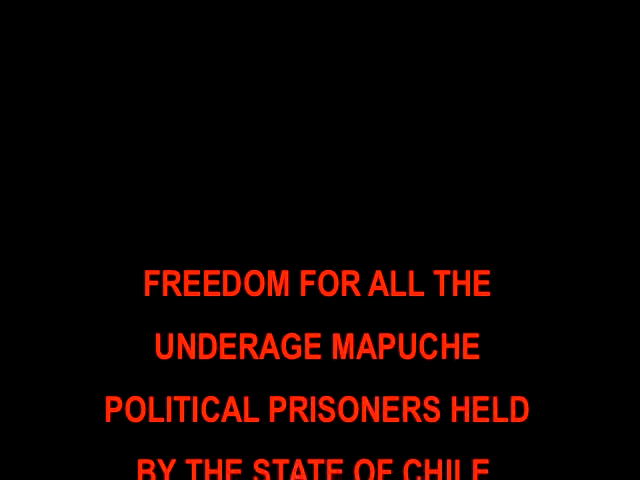 FREEDOM FOR ALL THE
UNDERAGE MAPUCHE
POLITICAL PRISONERS HELD
BY THE STATE OF CHILE